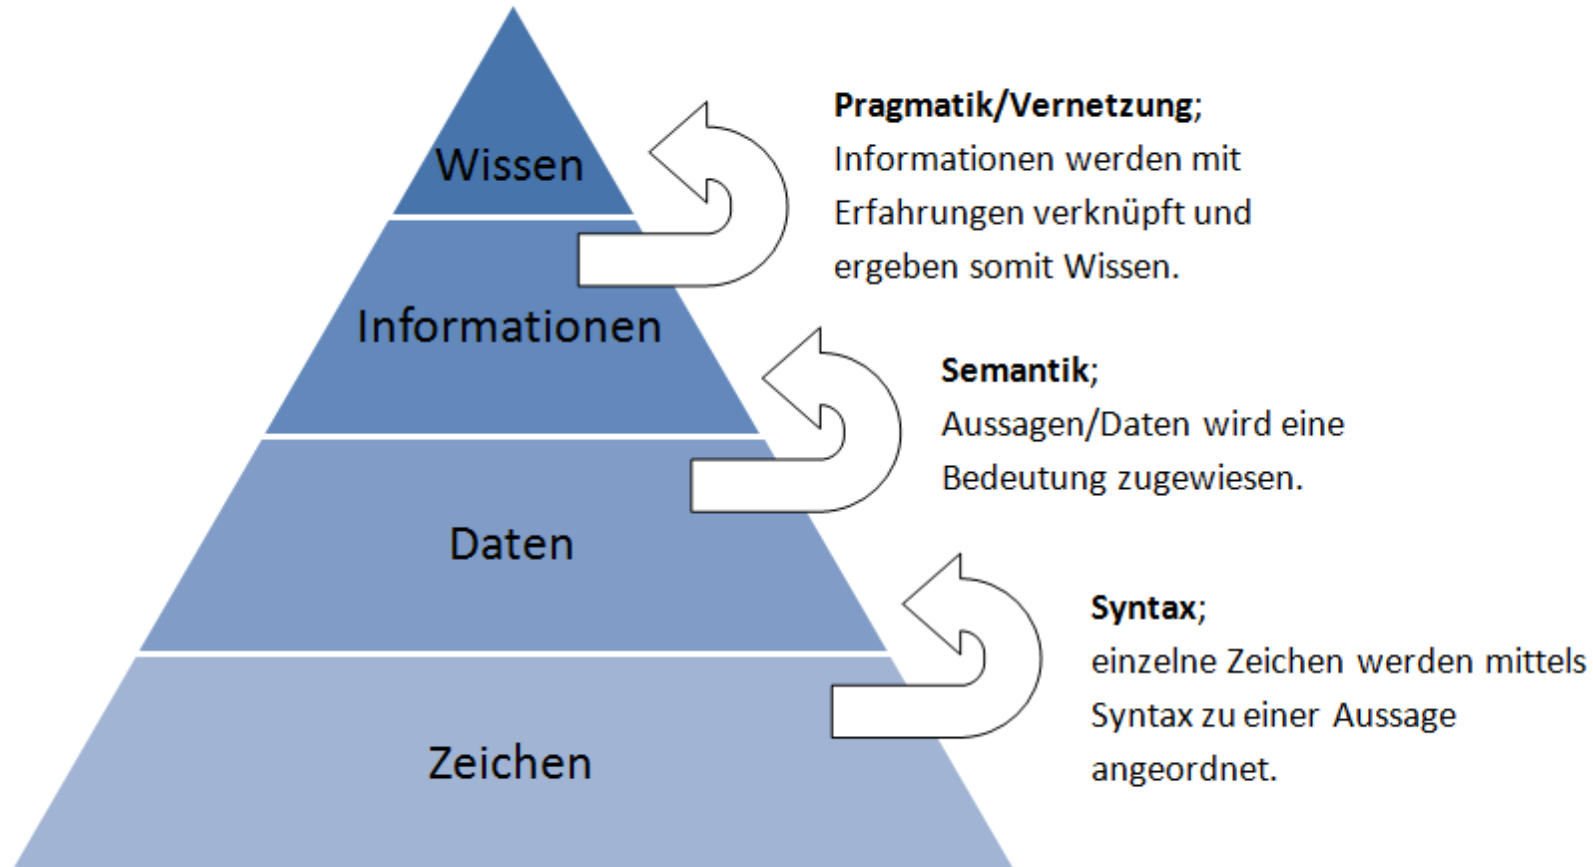 Wissen
Pragmatik/Vernetzung;
Informationen werden mit
Erfahrungen verknüpft und
ergeben somit Wissen.
Informationen
Semantik;
Aussagen/Daten wird eine
Bedeutung zugewiesen.
Daten
Syntax;
einzelne Zeichen werden mittels
Syntax zu einer Aussage
angeordnet.
Zeichen